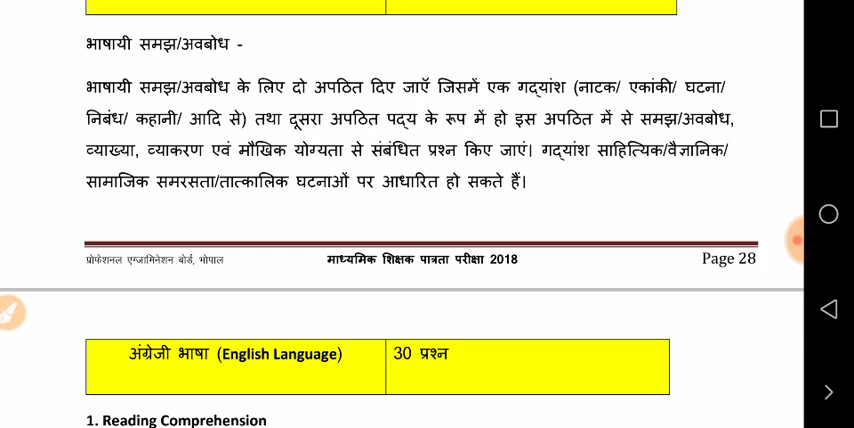 भाषायी समझ/अवबोध -
भाषायी समझ/अवबोध के लिए दो अपठित दिए जाएँ जिसमें एक गद्यांश (नाटक/ एकांकी/ घटना/
निबंध/ कहानी/ आदि से) तथा दूसरा अपठित पद्य के रूप में हो इस अपठित में से समझ/अवबोध,
व्याख्या, व्याकरण एवं मौखिक योग्यता से संबंधित प्रश्न किए जाएं। गद्यांश साहित्यिक/वैज्ञानिक/
सामाजिक समरसता/तात्कालिक घटनाओं पर आधारित हो सकते हैं।
प्रोफेशनल एग्जामिनेशन बोर्ड, भोपाल माध्यमिक शिक्षक पात्रता परीक्षा 2018 Page 28
अंग्रेजी भाषा (English Language) 30 प्रश्न
1. Reading Comprehension